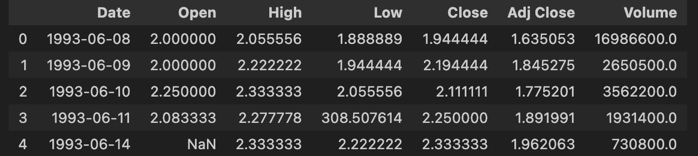 Date Open High Low Close Adj Close Volume
0 1993-06-08 2.000000 2.055556 1.888889 1.944444 1.635053 16986600.0
1 1993-06-09 2.000000 2.222222 1.944444 2.194444 1.845275 2650500.0
2 1993-06-10 2.250000 2.333333 2.055556 2.111111 1.775201 3562200.0
3 1993-06-11 2.083333 2.277778 308.507614 2.250000 1.891991 1931400.0
4 1993-06-14 NaN 2.333333 2.222222 2.333333 1.962063 730800.0